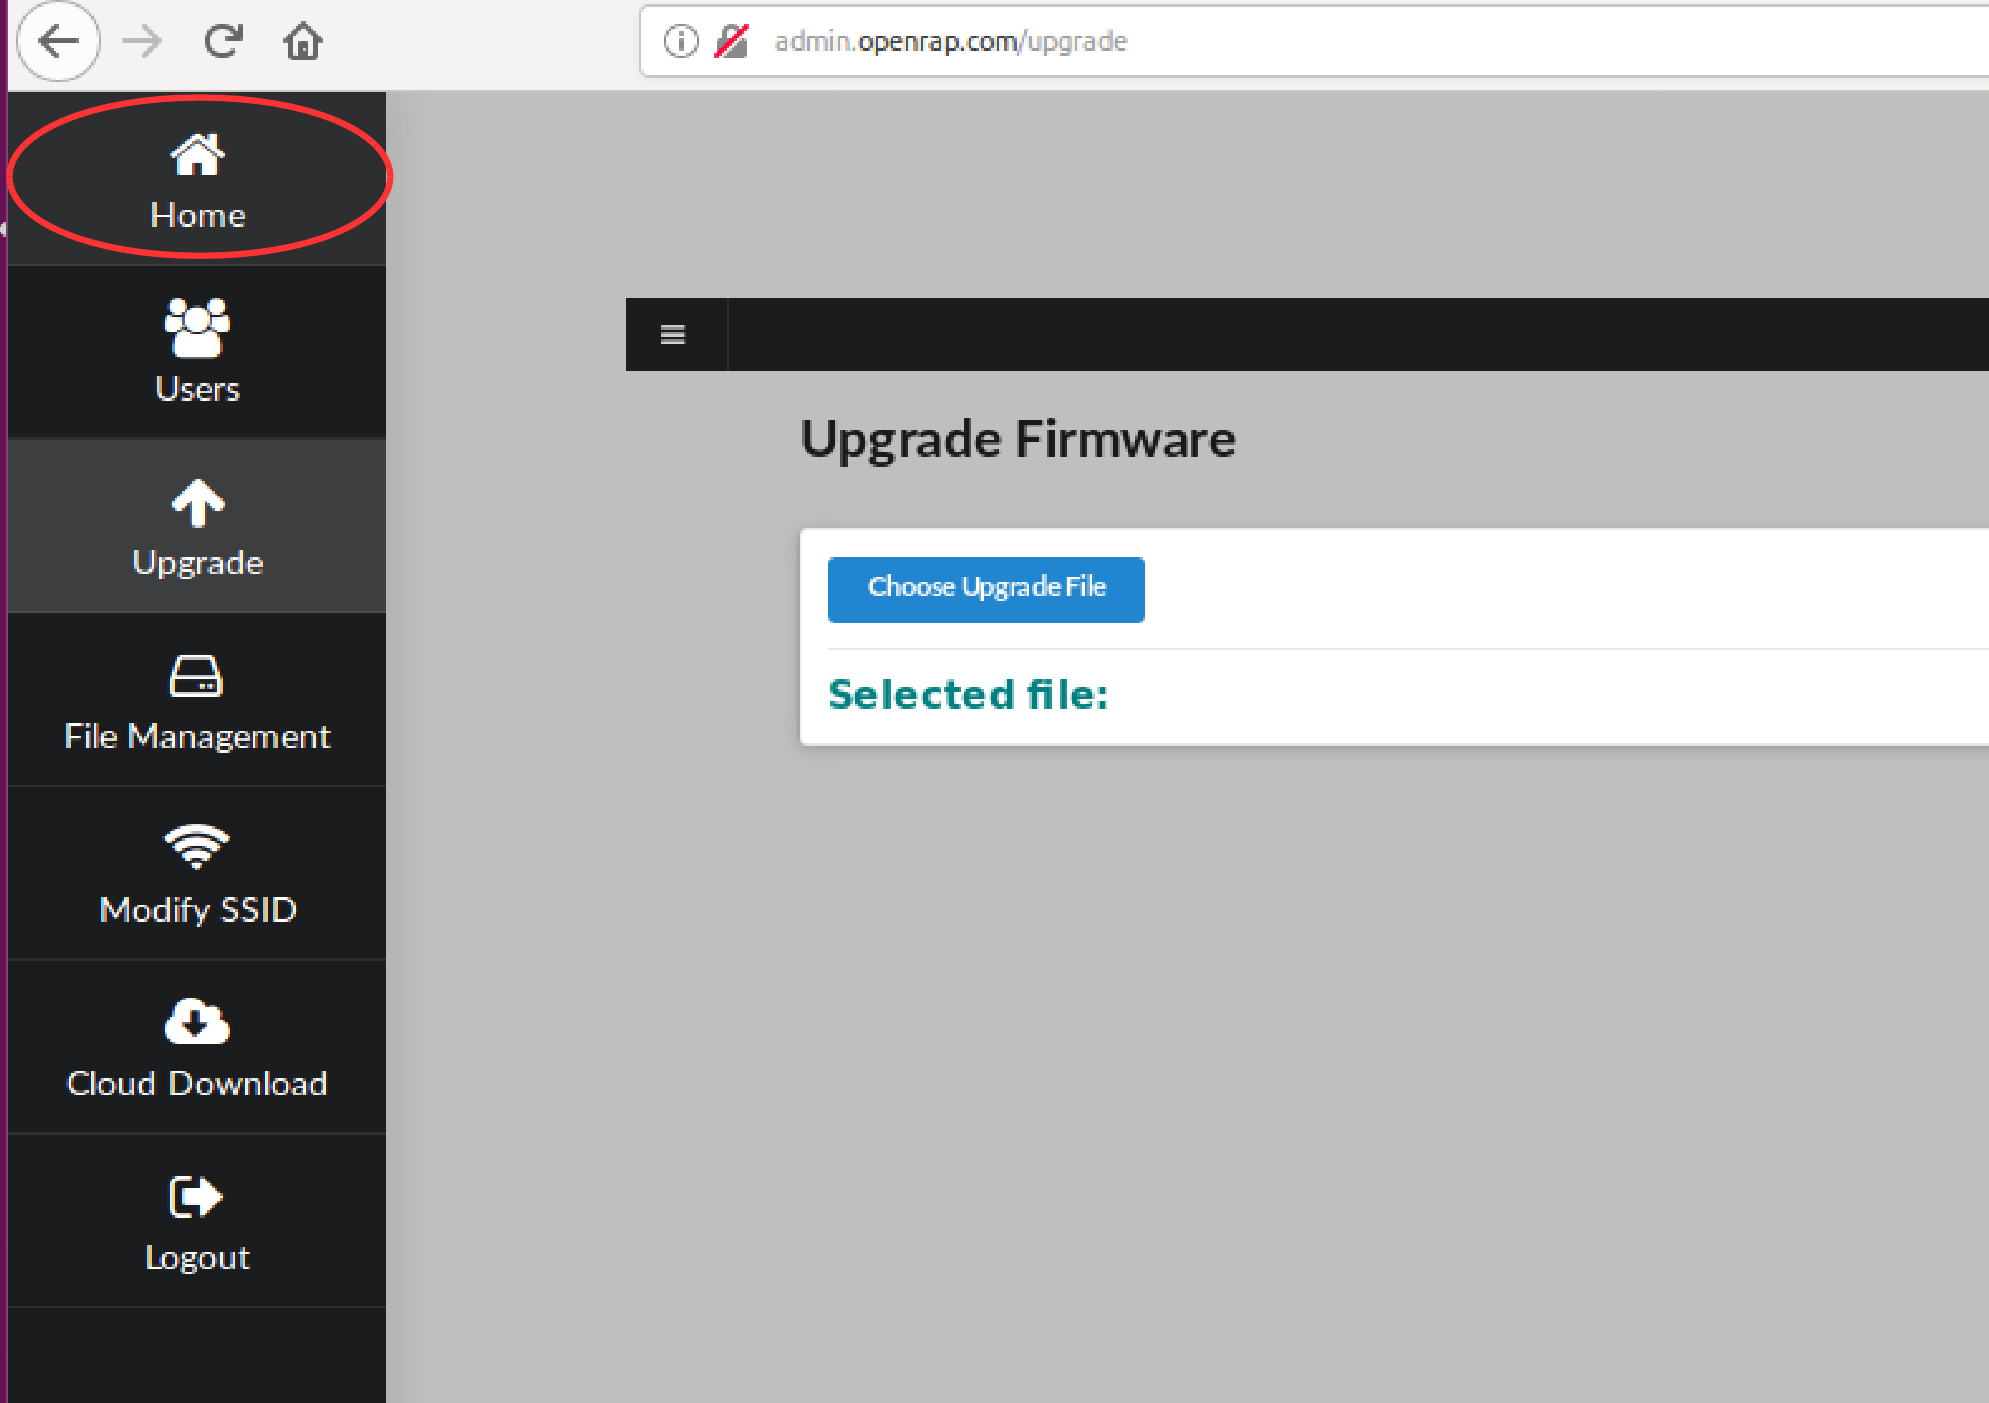 admin.openrap.com/upgrade
Home
Users
Upgrade
File Management
Modify SSID
Cloud Download
Logout
Upgrade Firmware
Choose Upgrade File
Selected file: